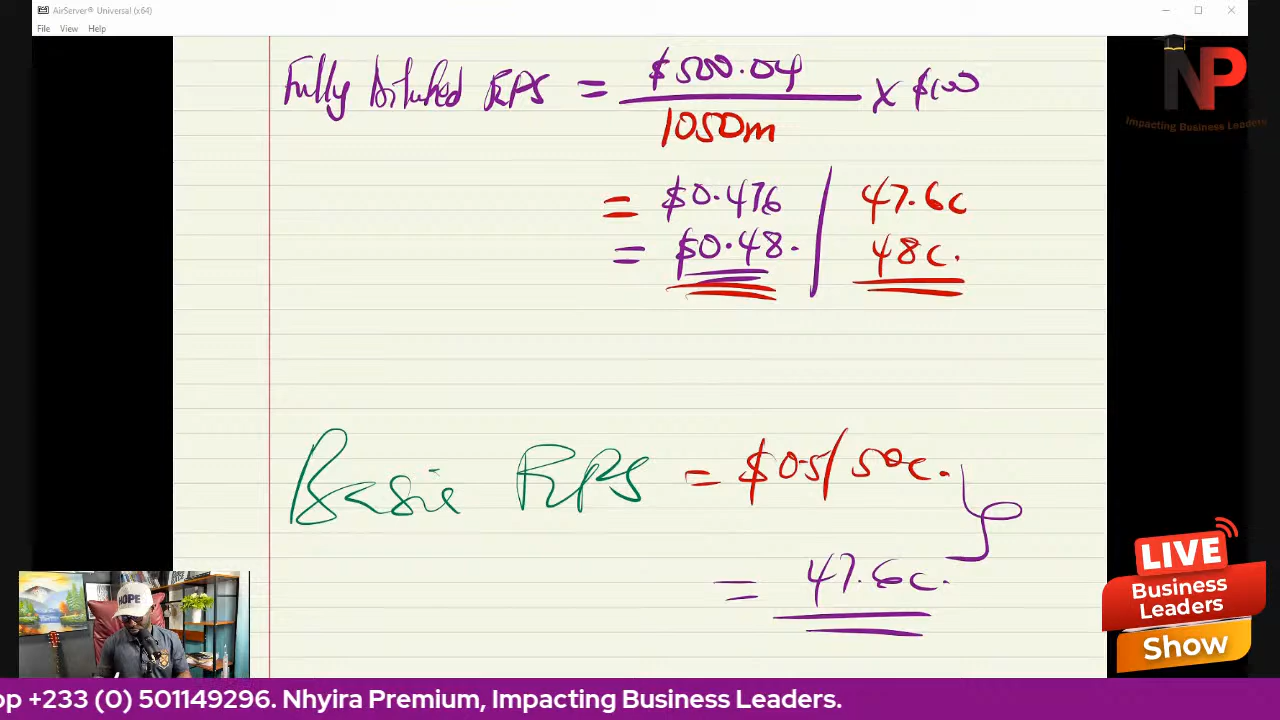 AirServer® Universal (x64)
File View Help
Fully Diluted EPS = $500.04 / 1050m × $100
= $0.476 | 47.6c
= $0.48. | 48c.
Basic EPS = $0.5/50c.
= 47.6c.
NP
Impacting Business Leaders
HOPE
LIVE
Business
Leaders
Show
pp +233 (0) 501149296. Nhyira Premium, Impacting Business Leaders.